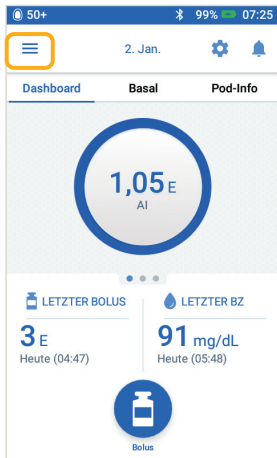 50+ 99% 07:25
2. Jan.
Dashboard Basal Pod-Info
1,05 E
AI
LETZTER BOLUS LETZTER BZ
3 E 91 mg/dL
Heute (04:47) Heute (05:48)
Bolus